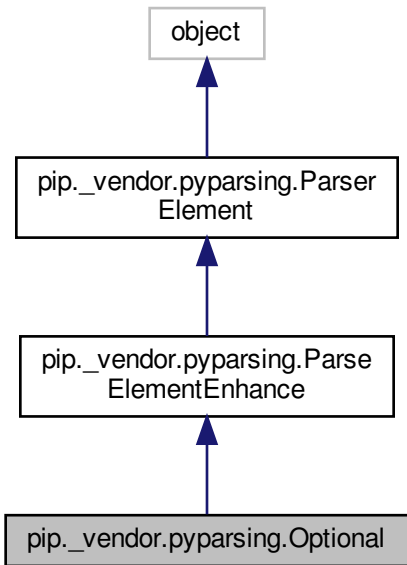 object
pip._vendor.pyparsing.Parser
Element
pip._vendor.pyparsing.Parse
ElementEnhance
pip._vendor.pyparsing.Optional